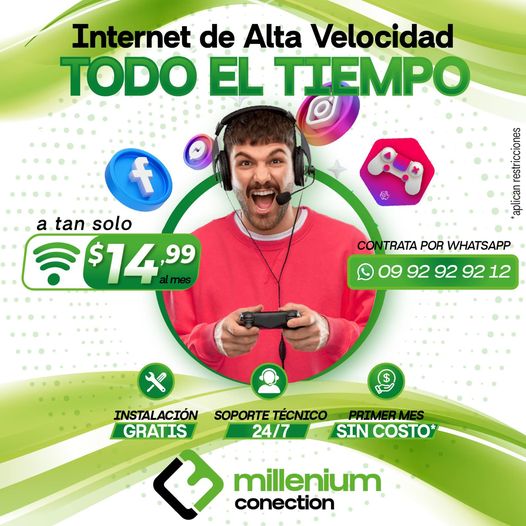 Internet de Alta Velocidad
TODO EL TIEMPO
*aplican restricciones
a tan solo
$14,99
al mes
CONTRATA POR WHATSAPP
09 92 92 92 12
INSTALACIÓN
GRATIS
SOPORTE TÉCNICO
24/7
PRIMER MES
SIN COSTO*
millenium
conection